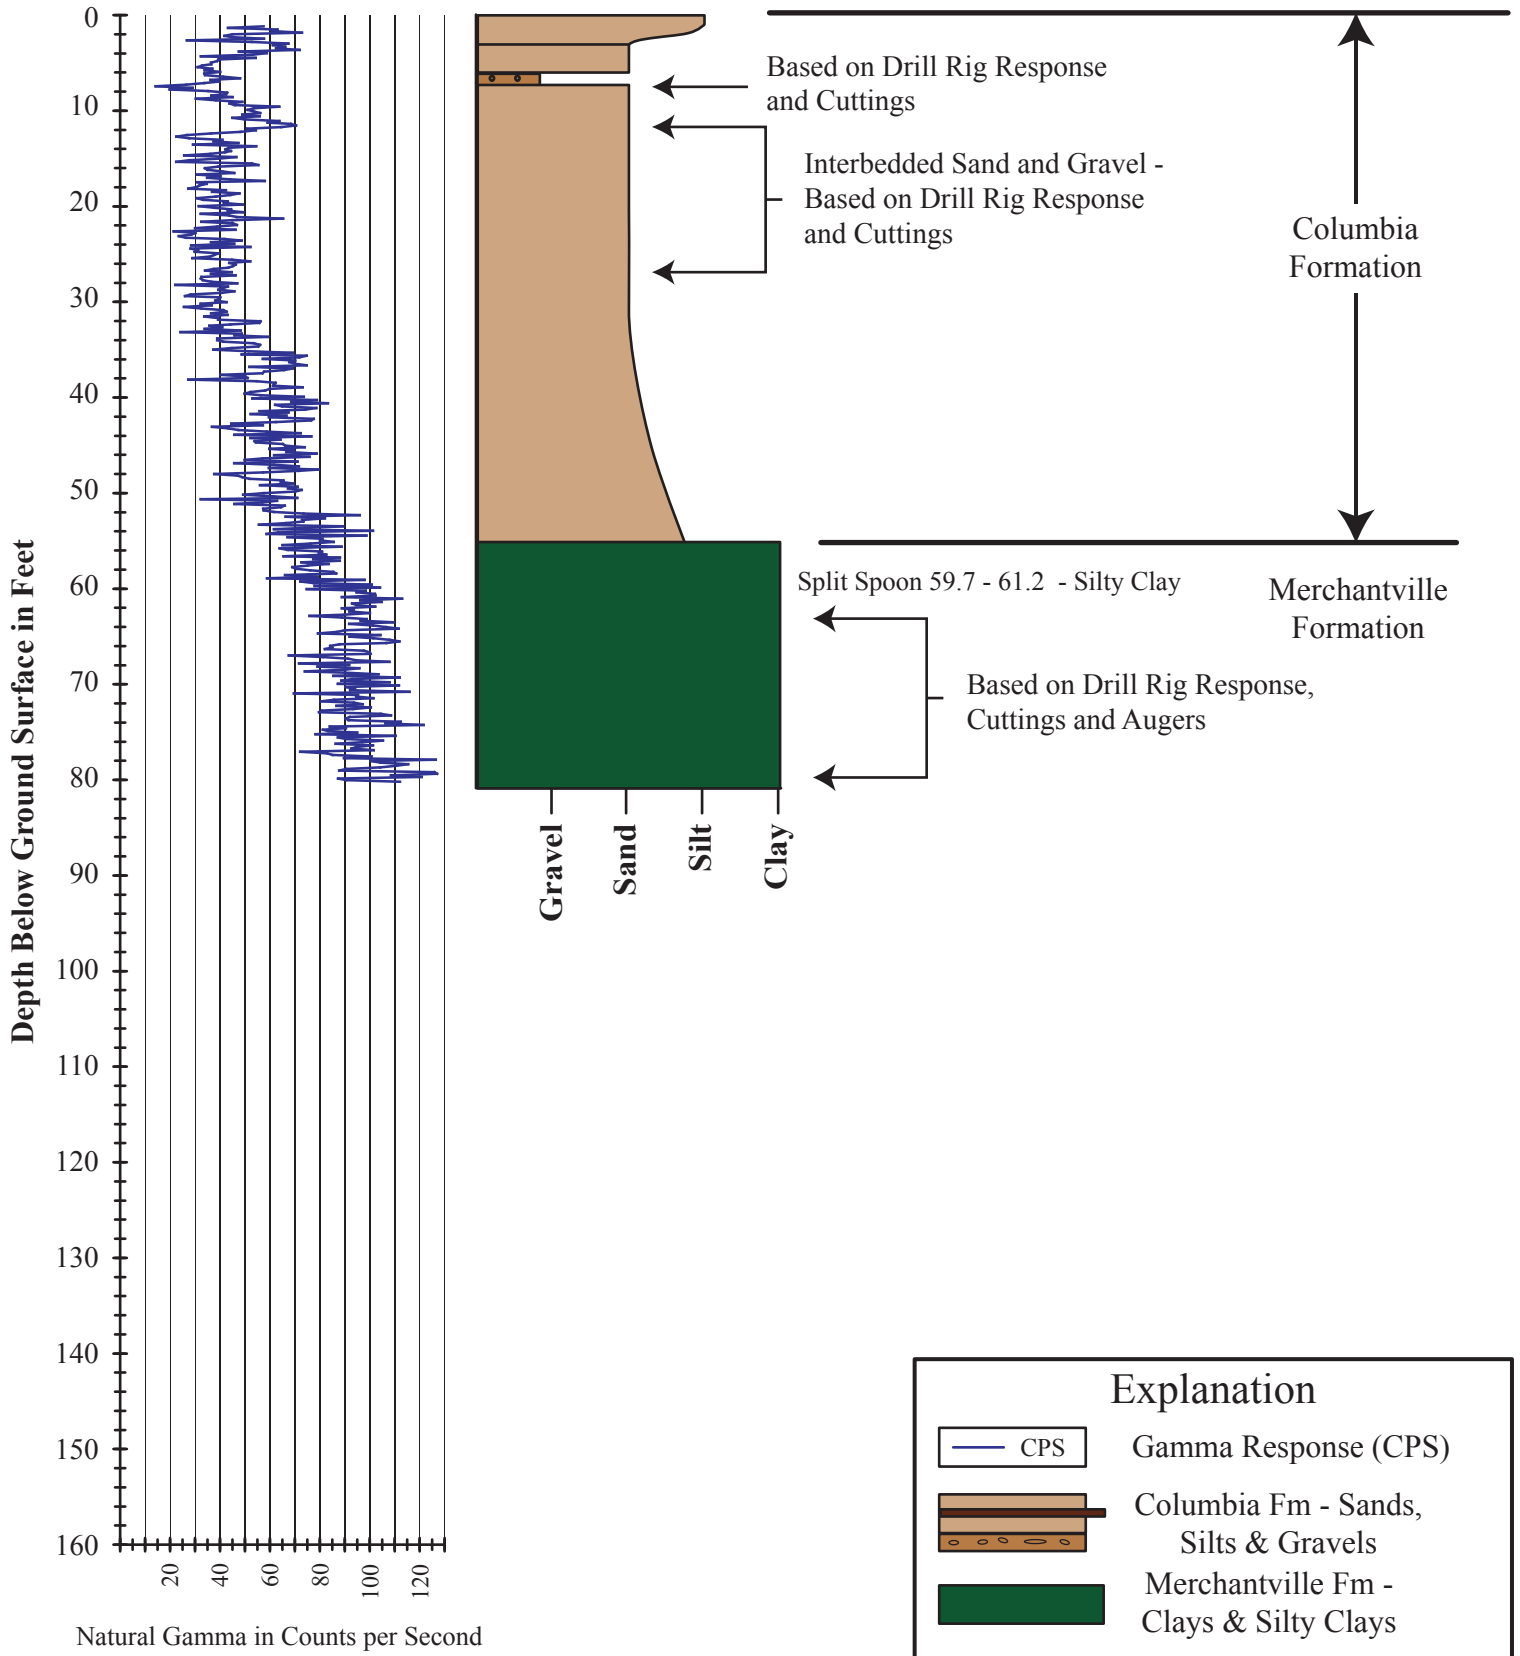 Depth Below Ground Surface in Feet
0
10
20
30
40
50
60
70
80
90
100
110
120
130
140
150
160
20
40
60
80
100
120
Natural Gamma in Counts per Second
Based on Drill Rig Response
and Cuttings
Interbedded Sand and Gravel -
Based on Drill Rig Response
and Cuttings
Columbia
Formation
Split Spoon 59.7 - 61.2 - Silty Clay
Merchantville
Formation
Based on Drill Rig Response,
Cuttings and Augers
Gravel
Sand
Silt
Clay
Explanation
CPS
Gamma Response (CPS)
Columbia Fm - Sands,
Silts & Gravels
Merchantville Fm -
Clays & Silty Clays